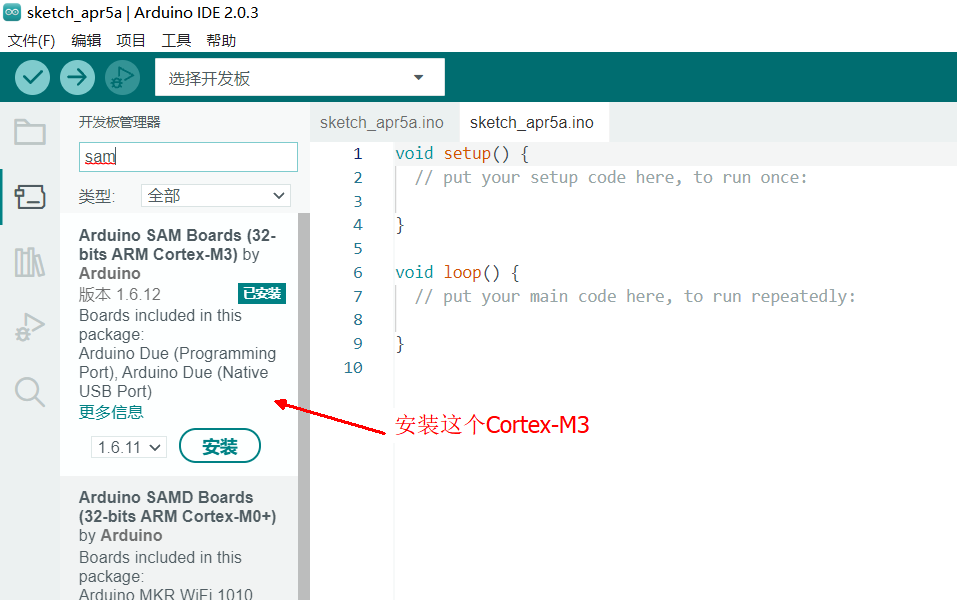 sketch_apr5a | Arduino IDE 2.0.3
文件(F) 编辑 项目 工具 帮助
选择开发板
开发板管理器
sam
类型: 全部
Arduino SAM Boards (32-
bits ARM Cortex-M3) by
Arduino
版本 1.6.12 已安装
Boards included in this
package:
Arduino Due (Programming
Port), Arduino Due (Native
USB Port)
更多信息
1.6.11 安装
Arduino SAMD Boards
(32-bits ARM Cortex-M0+)
by Arduino
Boards included in this
package:
Arduino MKR WiFi 1010
sketch_apr5a.ino sketch_apr5a.ino
1 void setup() {
2 // put your setup code here, to run once:
3
4 }
5
6 void loop() {
7 // put your main code here, to run repeatedly:
8
9 }
10
安装这个Cortex-M3